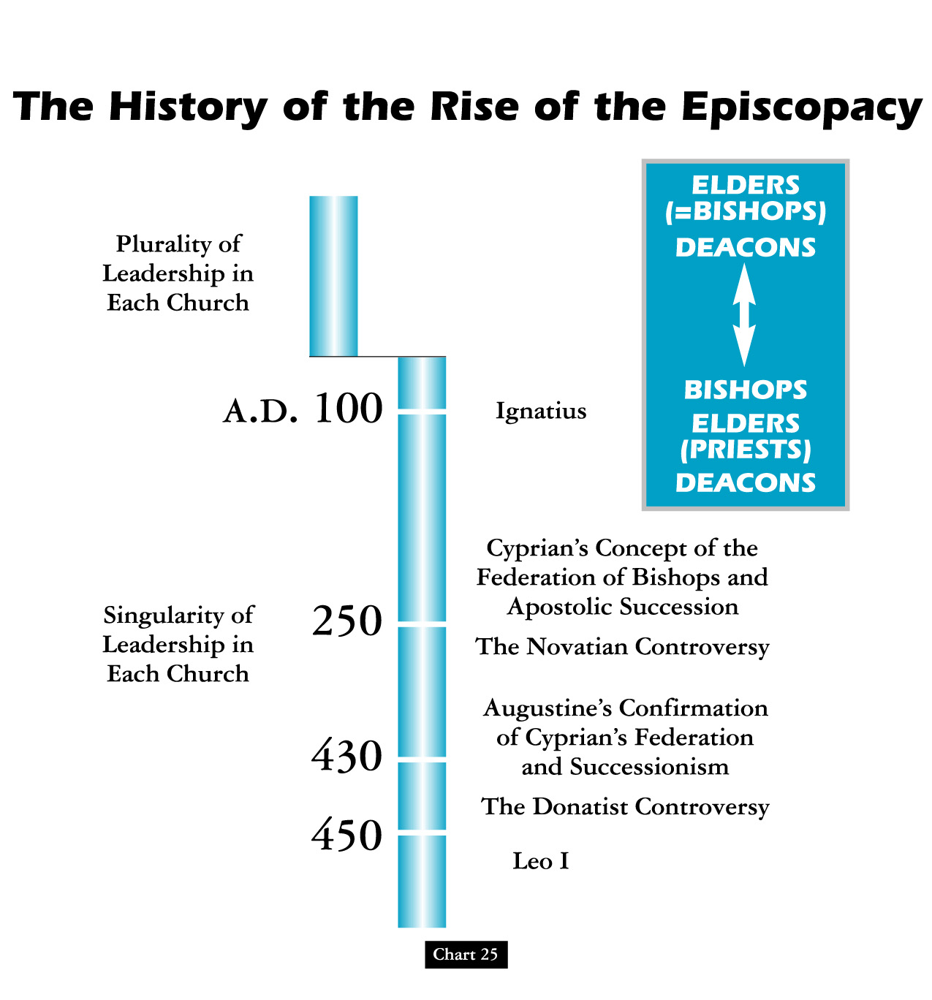 The History of the Rise of the Episcopacy
ELDERS
(=BISHOPS)
DEACONS
BISHOPS
ELDERS
(PRIESTS)
DEACONS
Plurality of
Leadership in
Each Church
A.D. 100
Ignatius
Singularity of
Leadership in
Each Church
250
Cyprian’s Concept of the
Federation of Bishops and
Apostolic Succession
The Novatian Controversy
430
Augustine’s Confirmation
of Cyprian’s Federation
and Successionism
The Donatist Controversy
450
Leo I
Chart 25